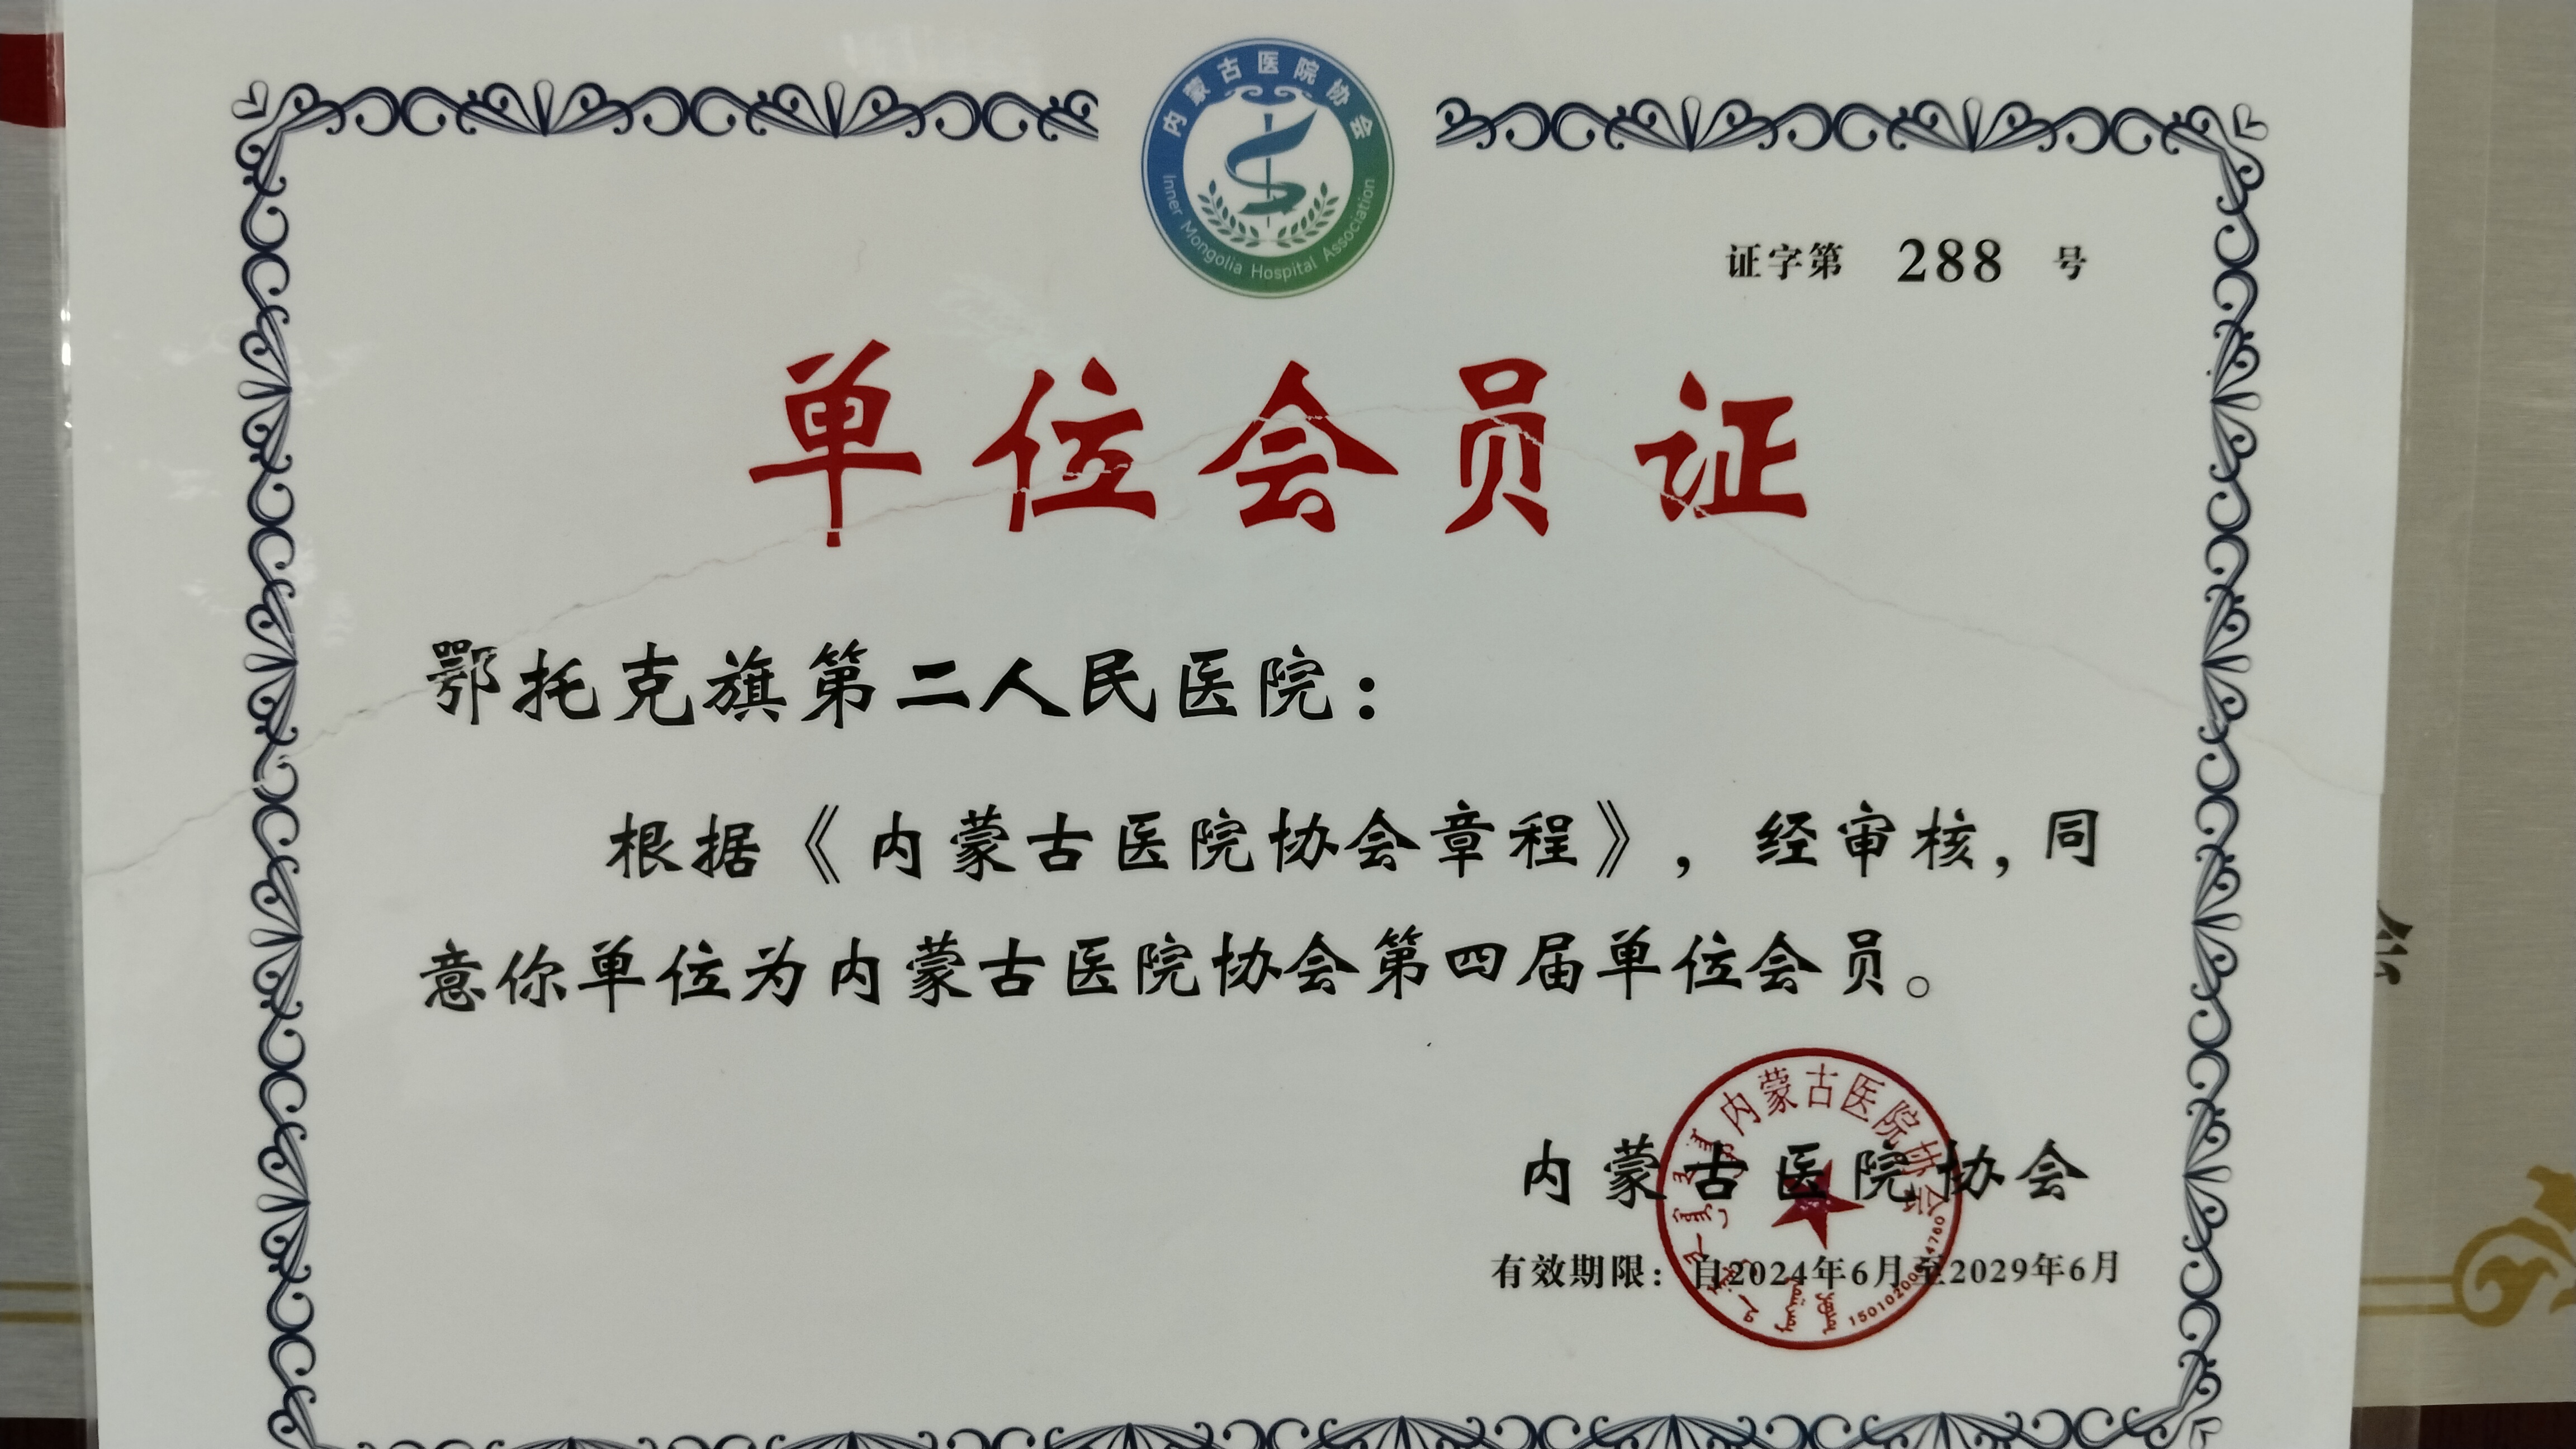 内蒙古医院协会
Inner Mongolia Hospital Association
证字第 288 号
单位会员证
鄂托克旗第二人民医院：
根据《内蒙古医院协会章程》，经审核，同
意你单位为内蒙古医院协会第四届单位会员。
内蒙古医院协会
内蒙古医院协会
有效期限：自2024年6月至2029年6月
会